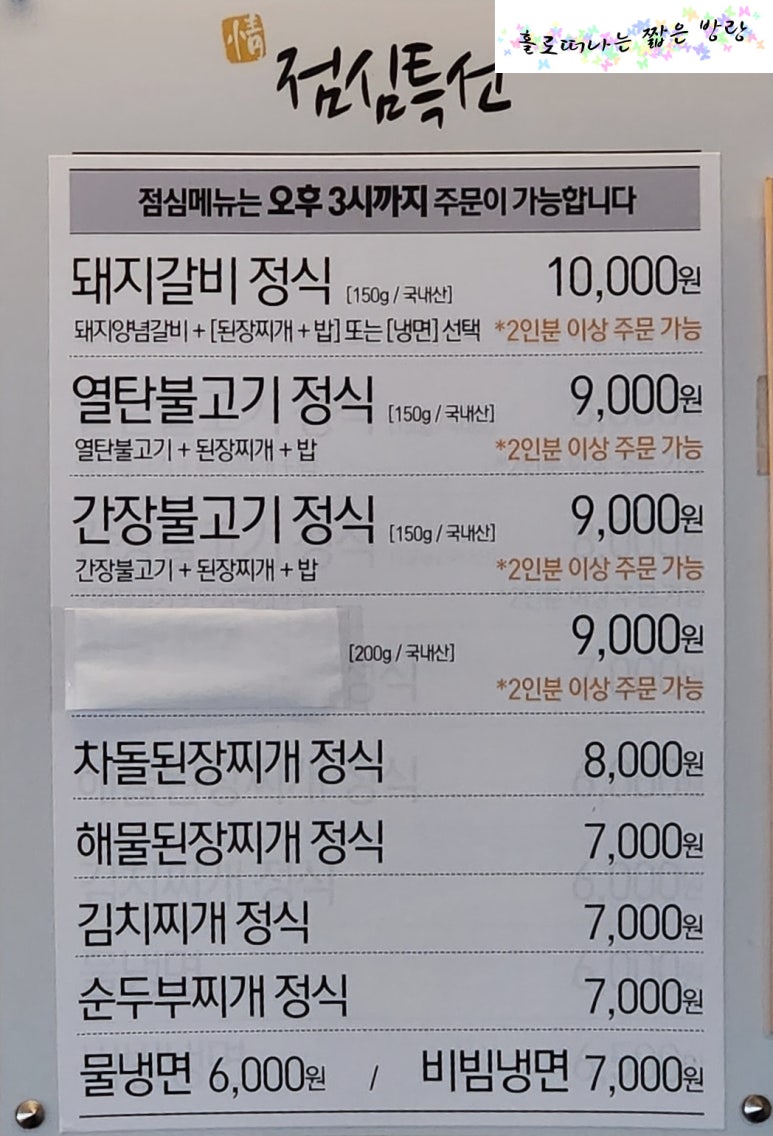 홀로떠나는 짧은 방랑
情
점심특선
점심메뉴는 오후 3시까지 주문이 가능합니다
돼지갈비 정식 [150g / 국내산] 10,000원
돼지양념갈비 + [된장찌개 + 밥] 또는 [냉면] 선택 *2인분 이상 주문 가능
열탄불고기 정식 [150g / 국내산] 9,000원
열탄불고기 + 된장찌개 + 밥 *2인분 이상 주문 가능
간장불고기 정식 [150g / 국내산] 9,000원
간장불고기 + 된장찌개 + 밥 *2인분 이상 주문 가능
[200g / 국내산] 9,000원
*2인분 이상 주문 가능
차돌된장찌개 정식 8,000원
해물된장찌개 정식 7,000원
김치찌개 정식 7,000원
순두부찌개 정식 7,000원
물냉면 6,000원 / 비빔냉면 7,000원